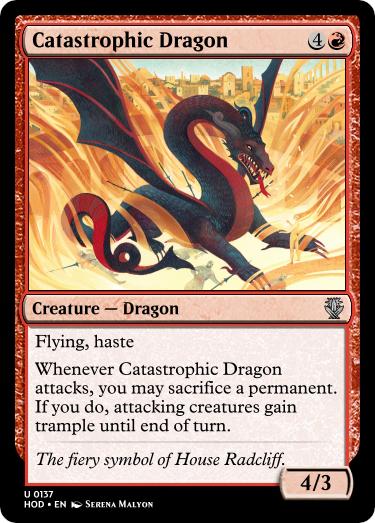 Catastrophic Dragon 4
Creature — Dragon
Flying, haste
Whenever Catastrophic Dragon
attacks, you may sacrifice a permanent.
If you do, attacking creatures gain
trample until end of turn.
The fiery symbol of House Radcliff.
4/3
U 0137
HOD • EN Serena Malyon